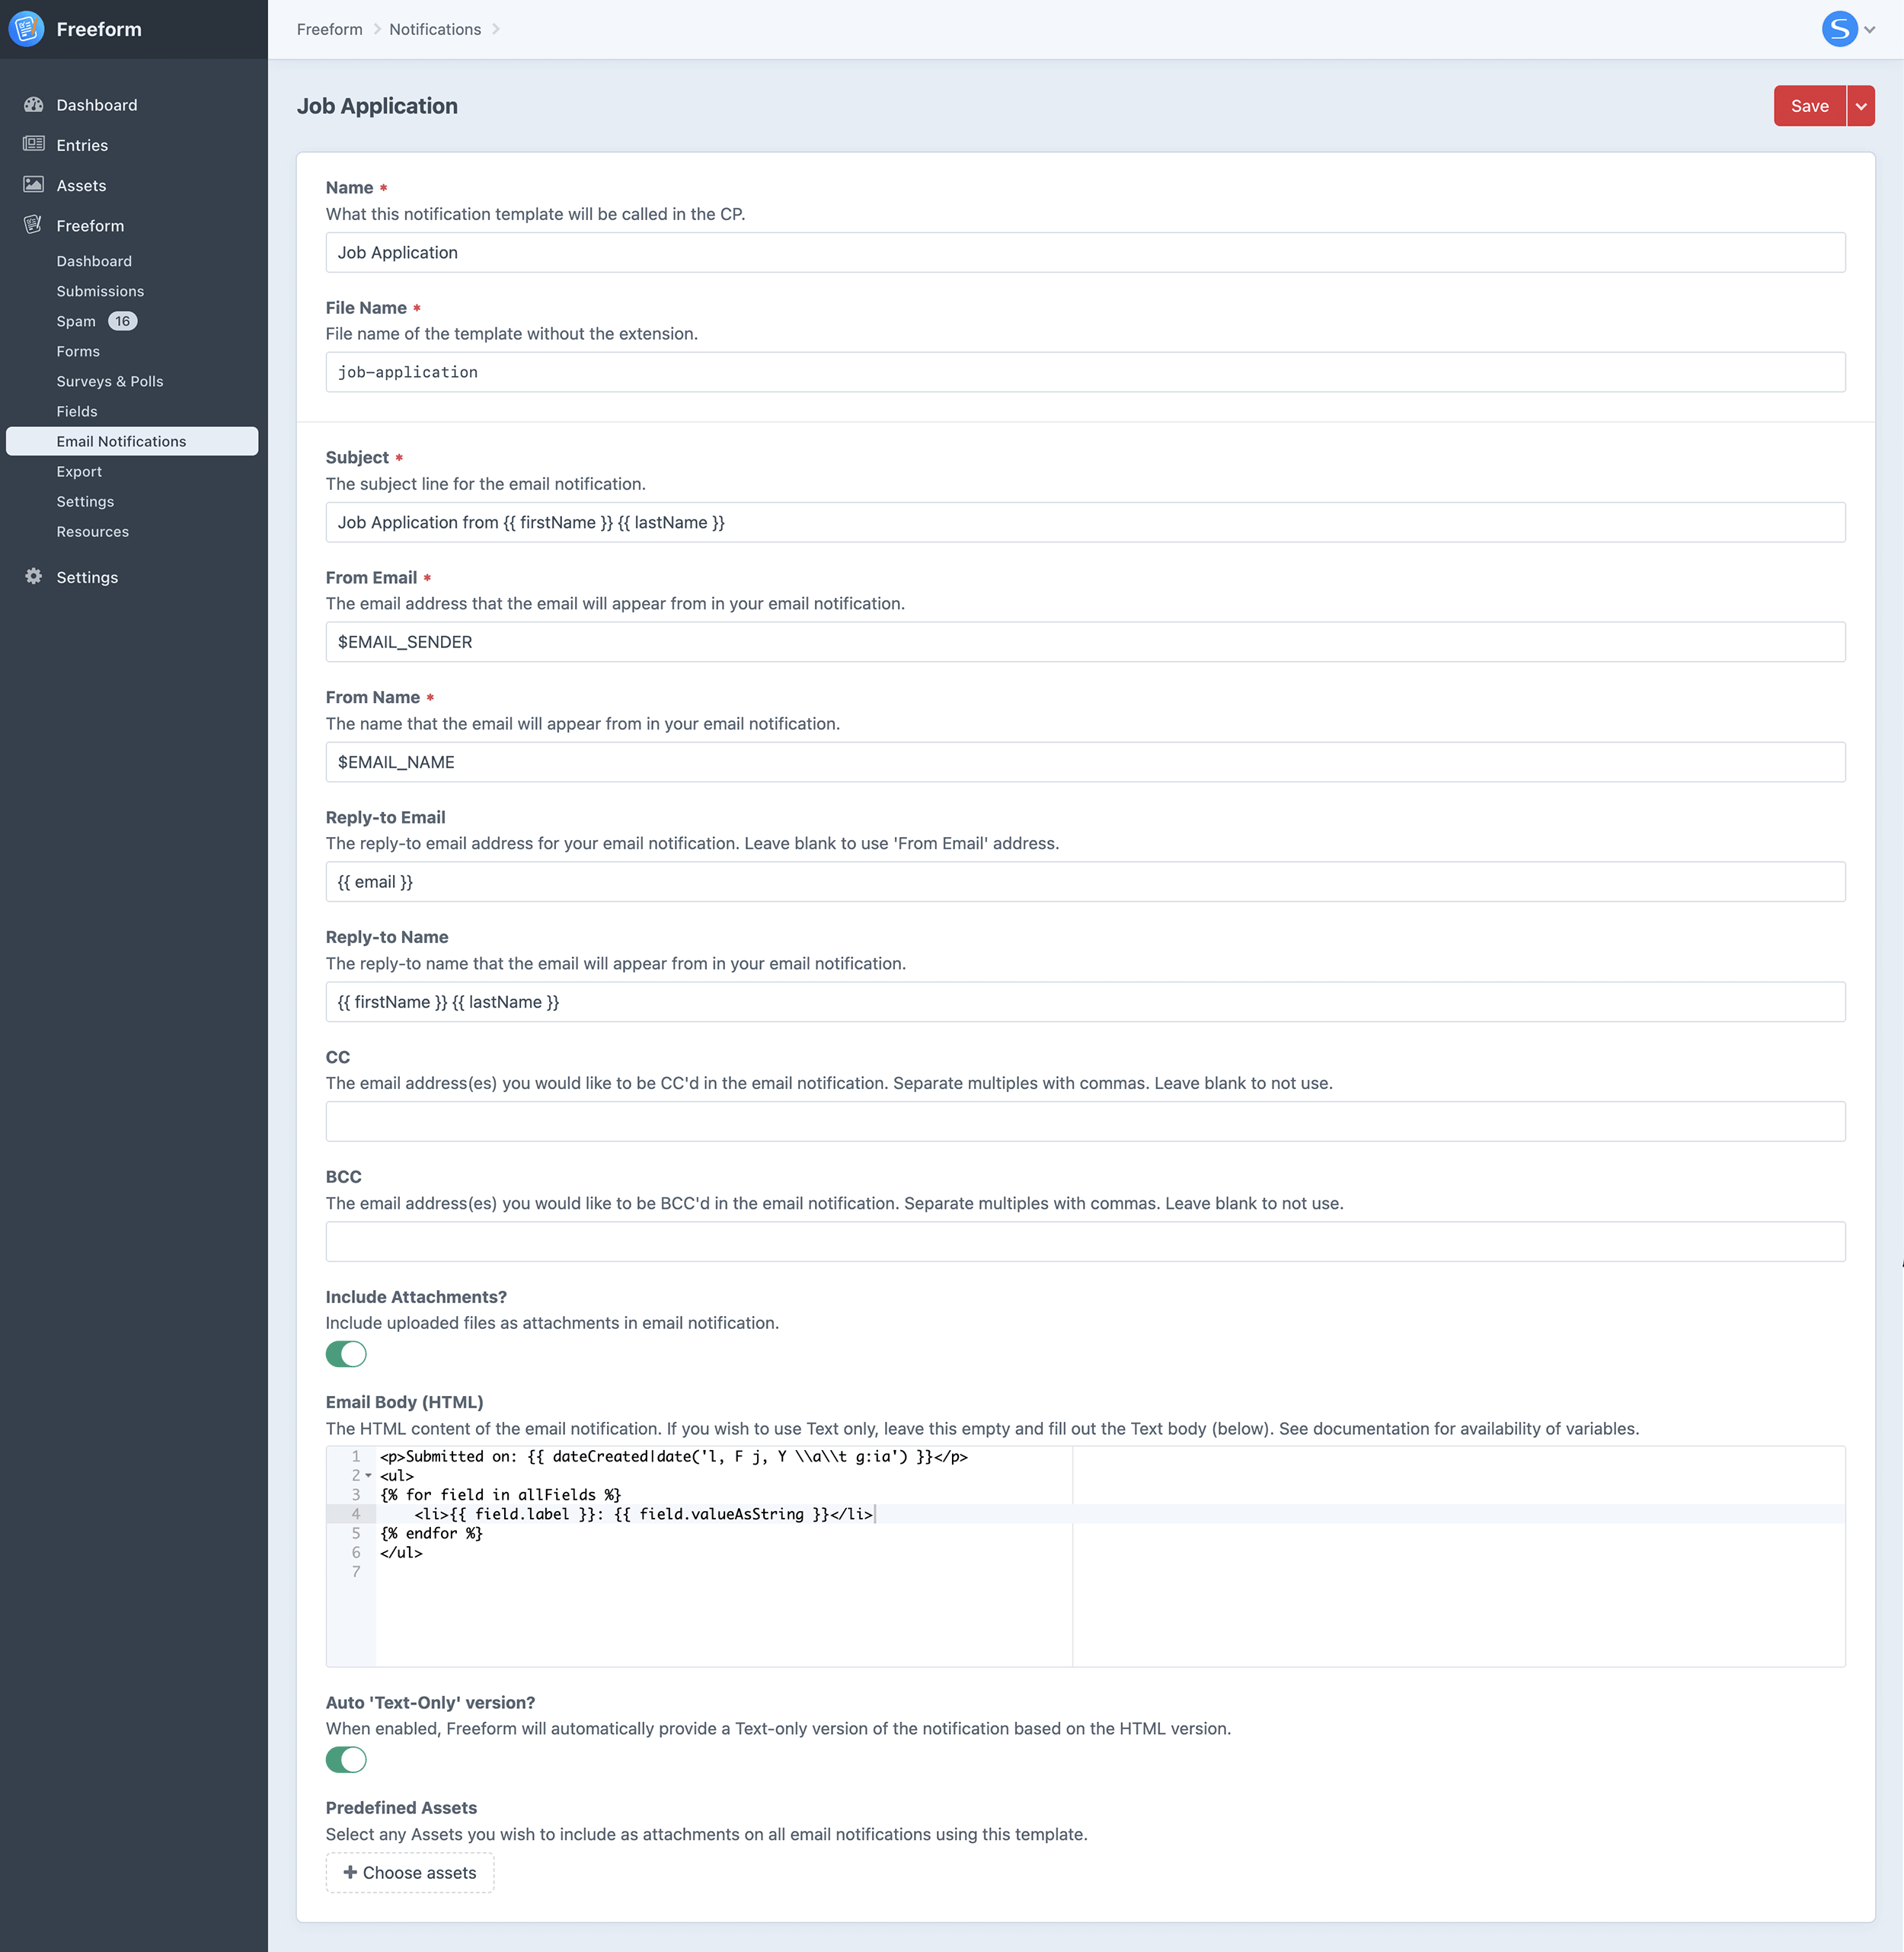 Freeform
Freeform Notifications
S
Dashboard
Entries
Assets
Freeform
Dashboard
Submissions
Spam 16
Forms
Surveys & Polls
Fields
Email Notifications
Export
Settings
Resources
Settings
Job Application
Save
Name *
What this notification template will be called in the CP.
Job Application
File Name *
File name of the template without the extension.
job-application
Subject *
The subject line for the email notification.
Job Application from {{ firstName }} {{ lastName }}
From Email *
The email address that the email will appear from in your email notification.
$EMAIL_SENDER
From Name *
The name that the email will appear from in your email notification.
$EMAIL_NAME
Reply-to Email
The reply-to email address for your email notification. Leave blank to use 'From Email' address.
{{ email }}
Reply-to Name
The reply-to name that the email will appear from in your email notification.
{{ firstName }} {{ lastName }}
CC
The email address(es) you would like to be CC'd in the email notification. Separate multiples with commas. Leave blank to not use.
BCC
The email address(es) you would like to be BCC'd in the email notification. Separate multiples with commas. Leave blank to not use.
Include Attachments?
Include uploaded files as attachments in email notification.
Email Body (HTML)
The HTML content of the email notification. If you wish to use Text only, leave this empty and fill out the Text body (below). See documentation for availability of variables.
1 <p>Submitted on: {{ dateCreated|date('l, F j, Y \\a\\t g:ia') }}</p>
2 <ul>
3 {% for field in allFields %}
4     <li>{{ field.label }}: {{ field.valueAsString }}</li>
5 {% endfor %}
6 </ul>
7
Auto 'Text-Only' version?
When enabled, Freeform will automatically provide a Text-only version of the notification based on the HTML version.
Predefined Assets
Select any Assets you wish to include as attachments on all email notifications using this template.
+ Choose assets